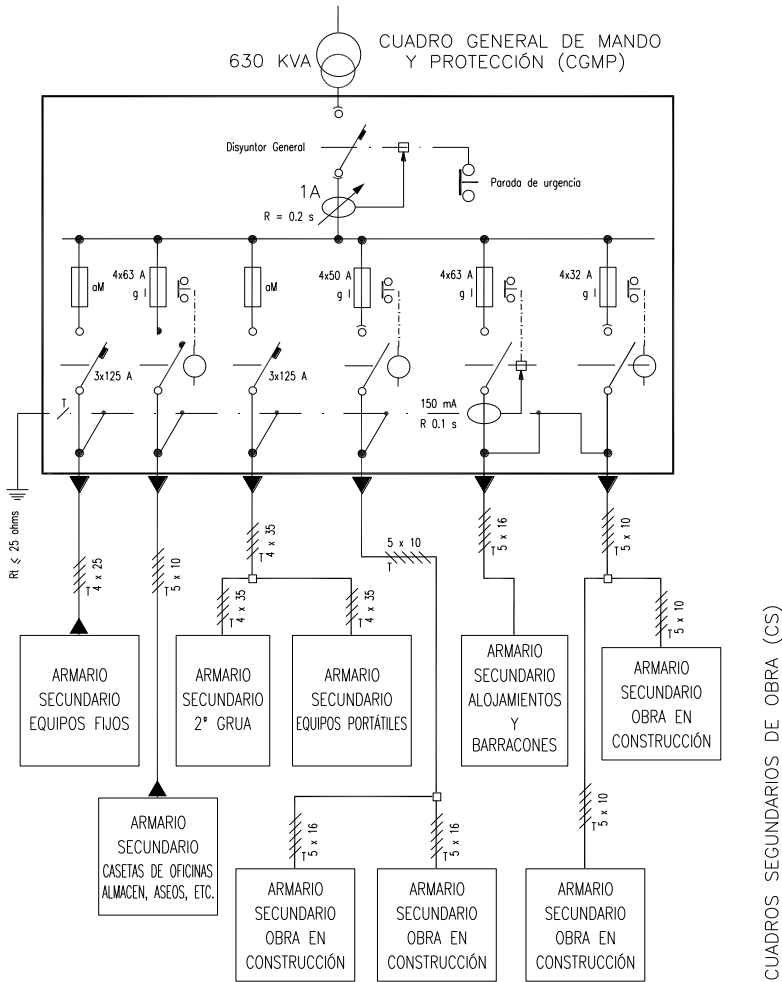 630 KVA
CUADRO GENERAL DE MANDO
Y PROTECCIÓN (CGMP)
Disyuntor General
Parada de urgencia
1A
R = 0.2 s
aM
4x63 A
g I
aM
4x50 A
g I
4x63 A
g I
4x32 A
g I
3x125 A
3x125 A
T
150 mA
R 0.1 s
Rt ≤ 25 ohms
T
4 x 25
T
5 x 10
T
4 x 35
5 x 10
T
T
5 x 16
T
5 x 10
T
4 x 35
T
4 x 35
T
5 x 10
ARMARIO
SECUNDARIO
EQUIPOS FIJOS
ARMARIO
SECUNDARIO
2ª GRUA
ARMARIO
SECUNDARIO
EQUIPOS PORTÁTILES
ARMARIO
SECUNDARIO
ALOJAMIENTOS
Y
BARRACONES
ARMARIO
SECUNDARIO
OBRA EN
CONSTRUCCIÓN
ARMARIO
SECUNDARIO
CASETAS DE OFICINAS
ALMACEN, ASEOS, ETC.
T
5 x 16
T
5 x 16
T
5 x 10
ARMARIO
SECUNDARIO
OBRA EN
CONSTRUCCIÓN
ARMARIO
SECUNDARIO
OBRA EN
CONSTRUCCIÓN
ARMARIO
SECUNDARIO
OBRA EN
CONSTRUCCIÓN
CUADROS SEGUNDARIOS DE OBRA (CS)